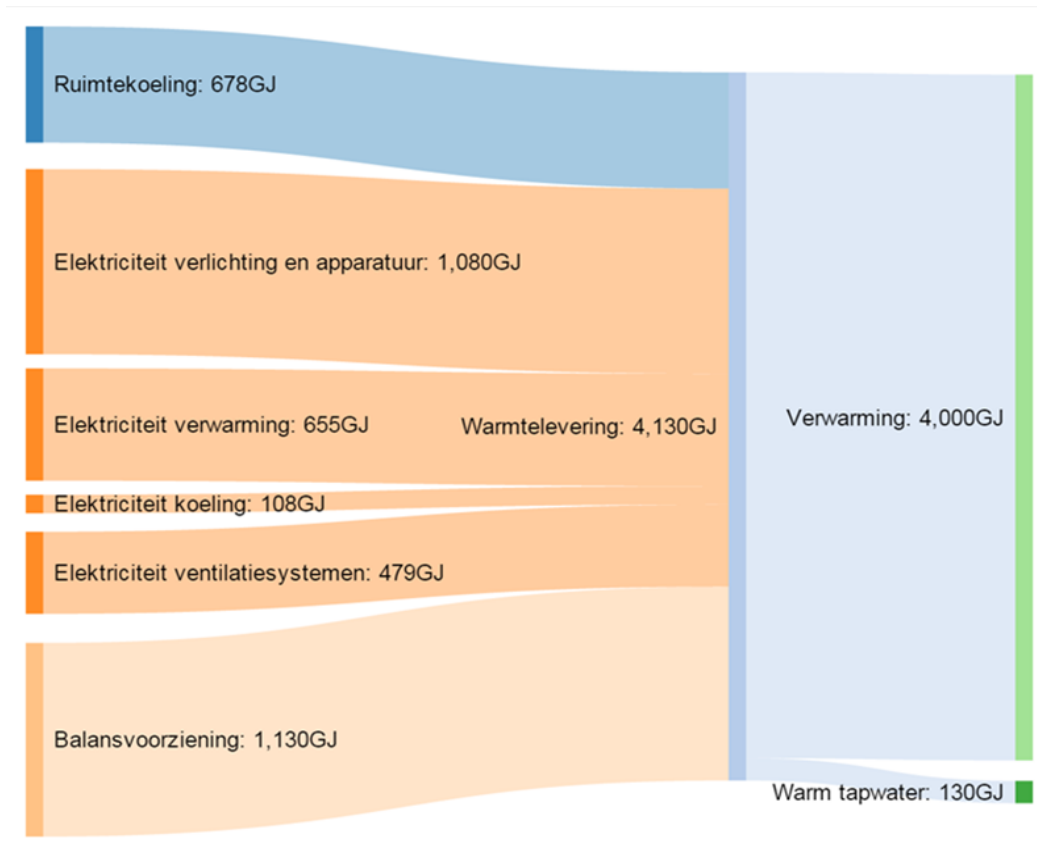 Ruimtekoeling: 678GJ
Elektriciteit verlichting en apparatuur: 1,080GJ
Elektriciteit verwarming: 655GJ
Warmtelevering: 4,130GJ
Verwarming: 4,000GJ
Elektriciteit koeling: 108GJ
Elektriciteit ventilatiesystemen: 479GJ
Balansvoorziening: 1,130GJ
Warm tapwater: 130GJ